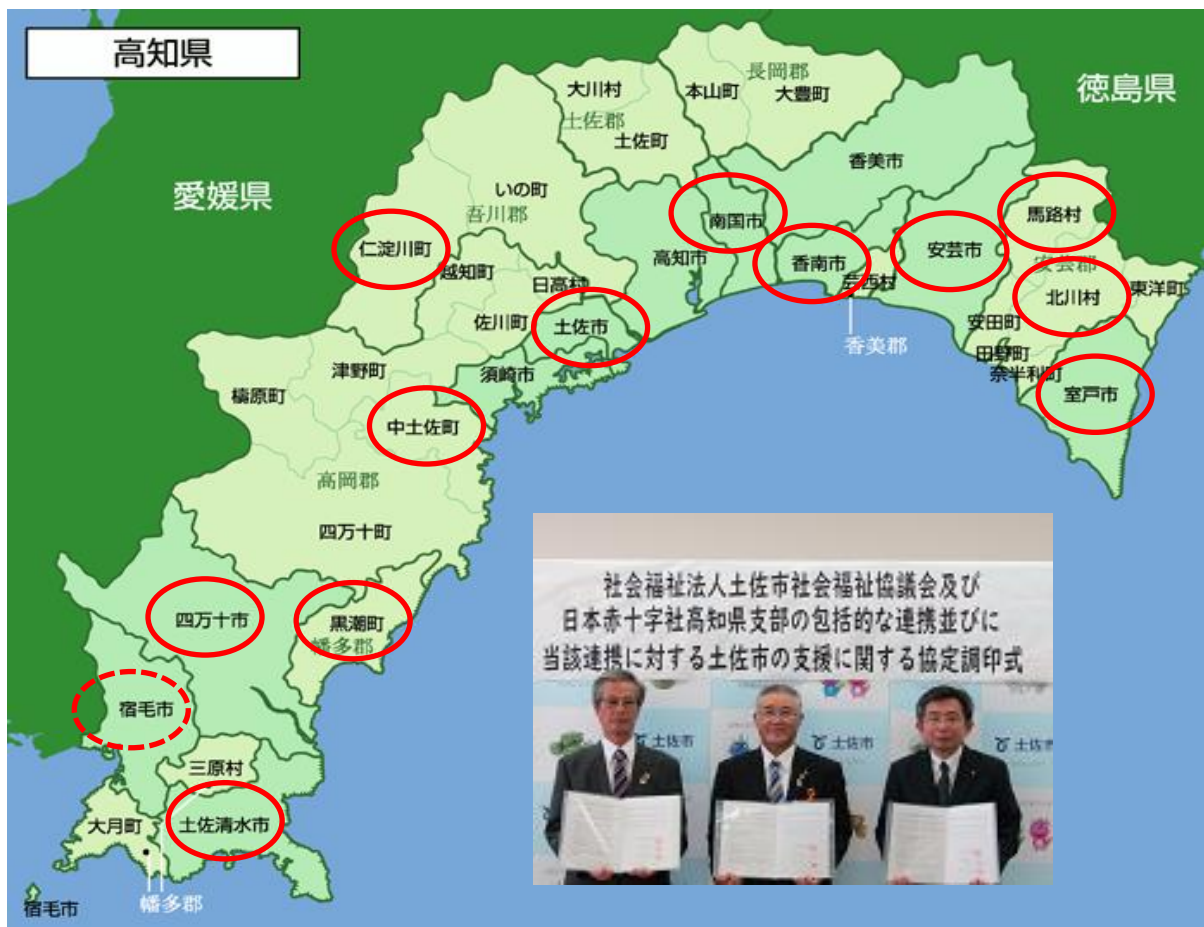 高知県
徳島県
愛媛県
大川村
土佐郡
土佐町
本山町
長岡郡
大豊町
香美市
いの町
吾川郡
仁淀川町
越知町
日高村
佐川町
土佐市
高知市
南国市
香南市
芸西村
香美郡
安芸市
馬路村
安芸郡
北川村
東洋町
安田町
田野町
奈半利町
室戸市
須崎市
津野町
檮原町
中土佐町
高岡郡
四万十町
四万十市
黒潮町
幡多郡
宿毛市
三原村
大月町
土佐清水市
宿毛市
幡多郡
社会福祉法人土佐市社会福祉協議会及び
日本赤十字社高知県支部の包括的な連携並びに
当該連携に対する土佐市の支援に関する協定調印式
土佐市
土佐市
土佐市